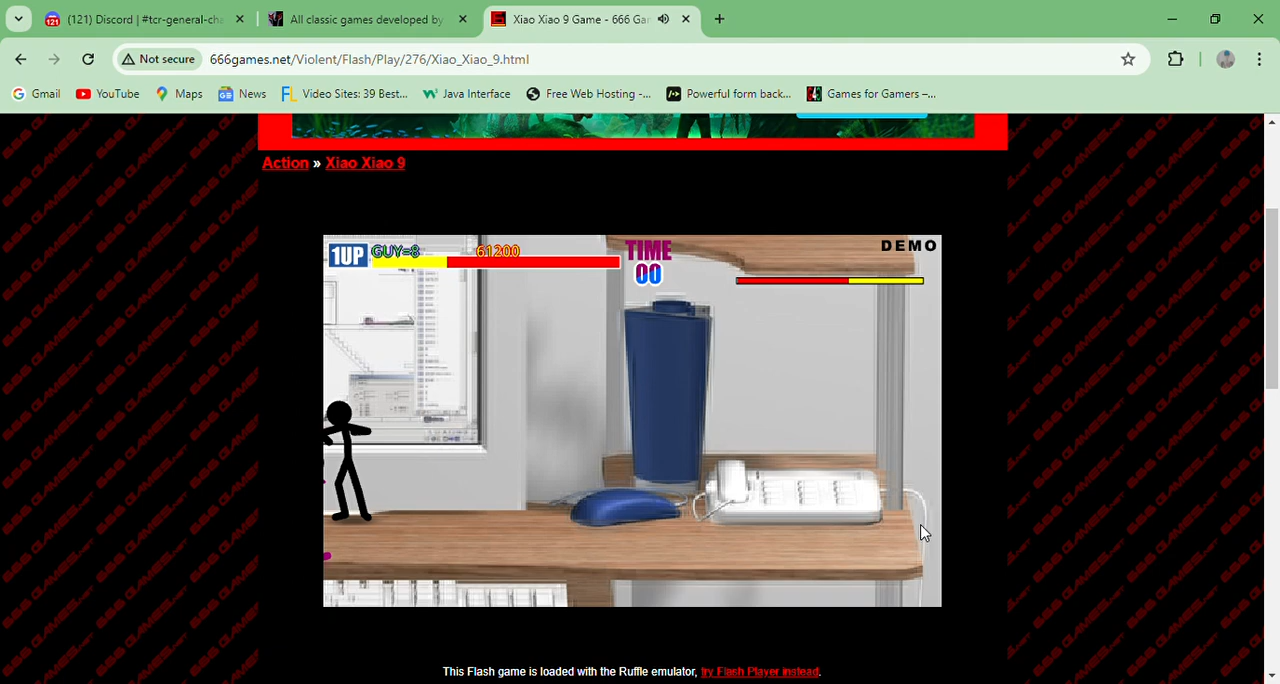 (121) Discord | #tcr-general-cha
All classic games developed by
Xiao Xiao 9 Game - 666 Gam
Not secure
666games.net/Violent/Flash/Play/276/Xiao_Xiao_9.html
Gmail
YouTube
Maps
News
Video Sites: 39 Best...
Java Interface
Free Web Hosting -...
Powerful form back...
Games for Gamers –...
Action » Xiao Xiao 9
1UP
GUY=8
61200
TIME
00
DEMO
This Flash game is loaded with the Ruffle emulator, try Flash Player instead.